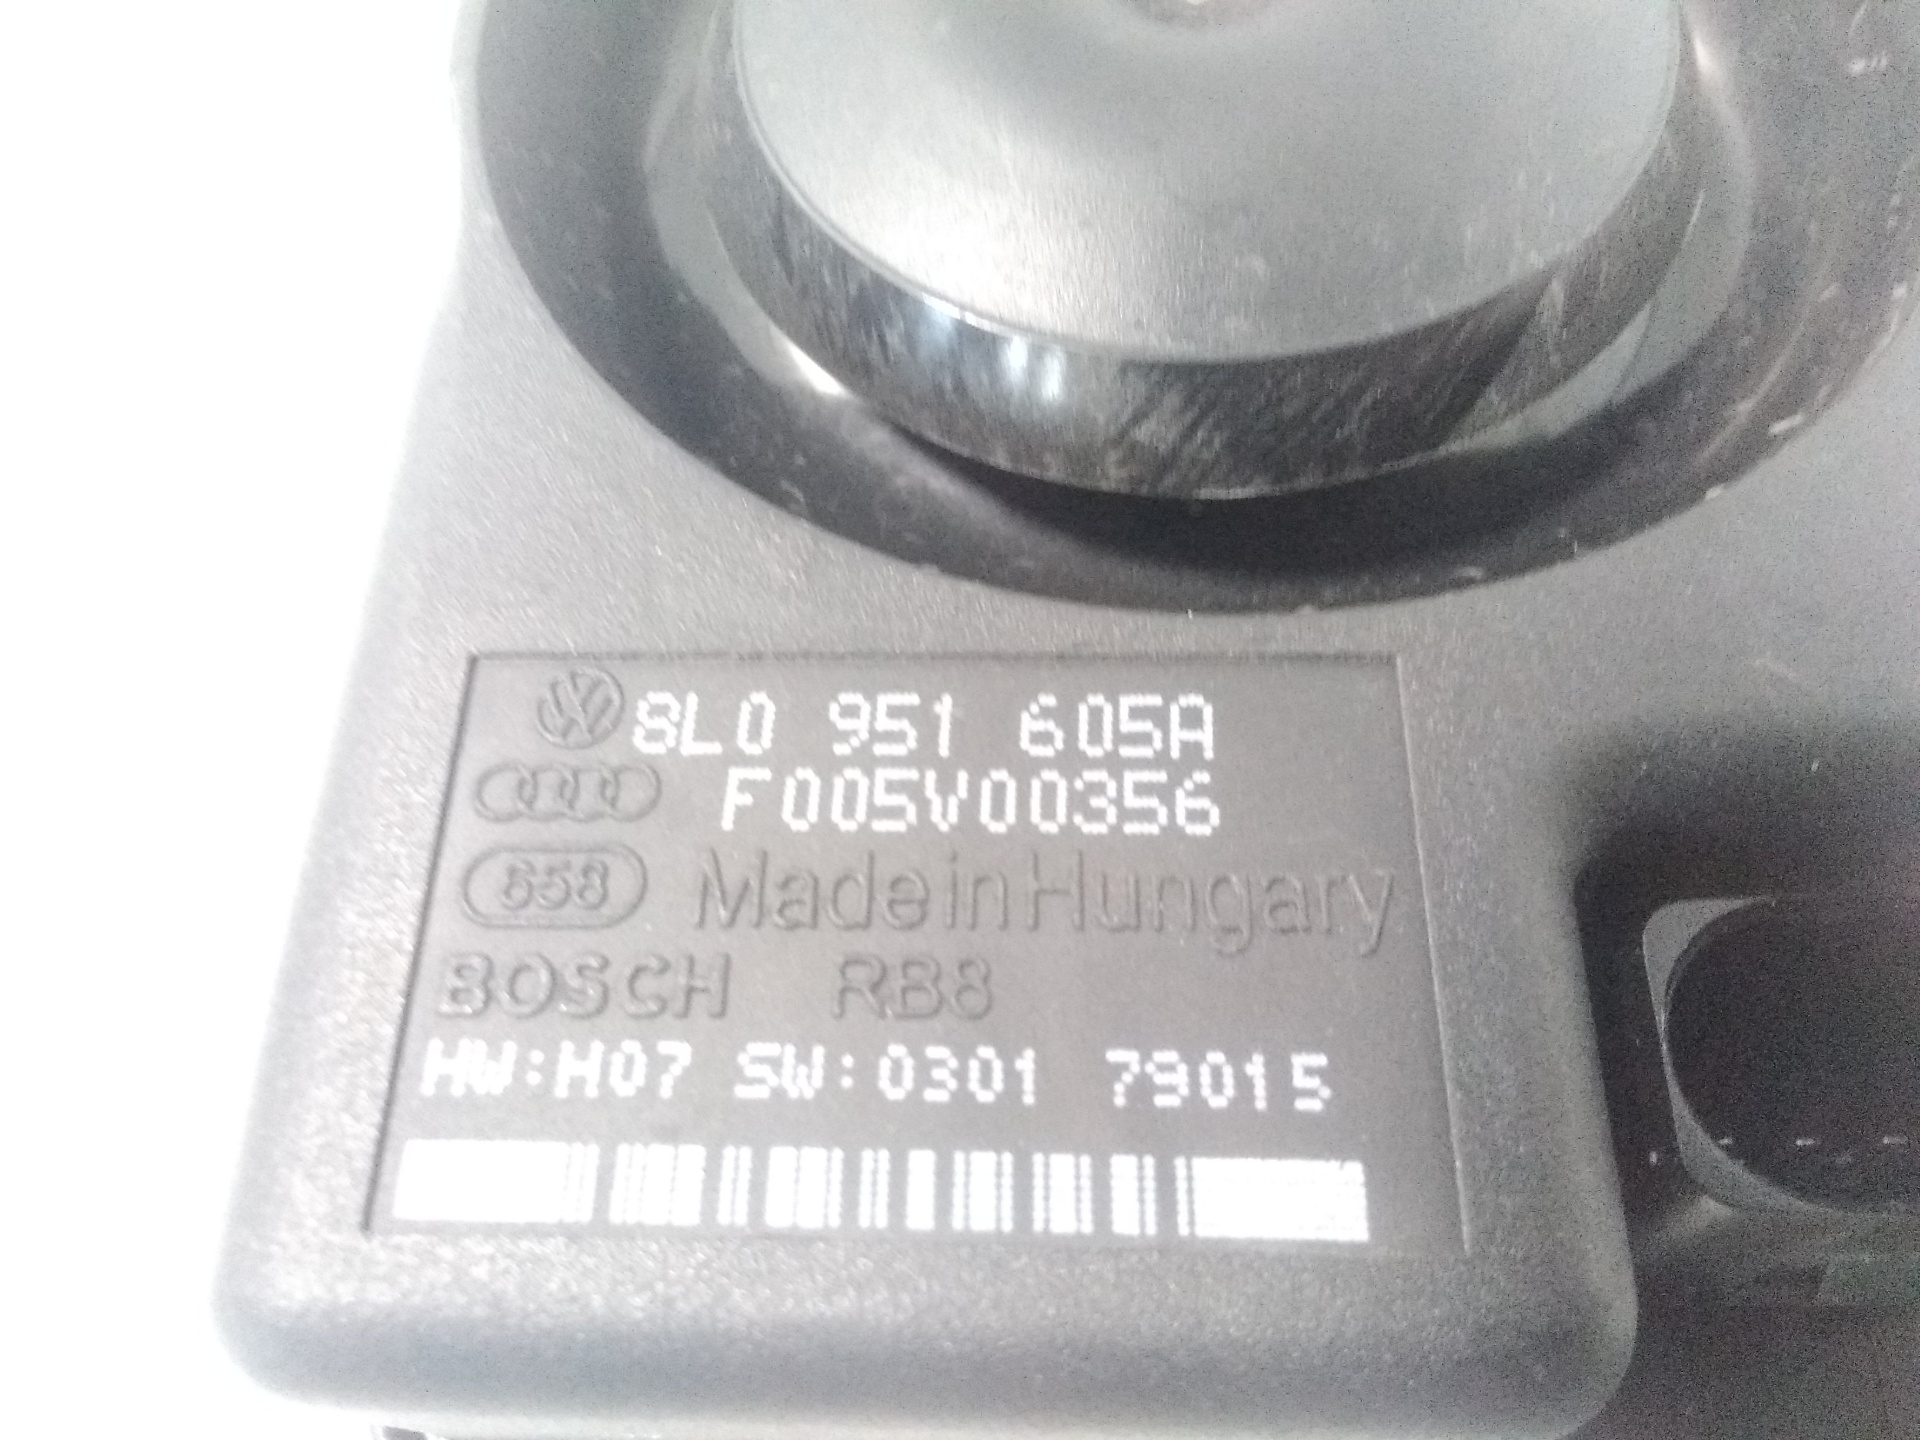 8L0 951 605A
F005V00356
658 Made in Hungary
BOSCH RB8
HW:H07 SW:0301 79015